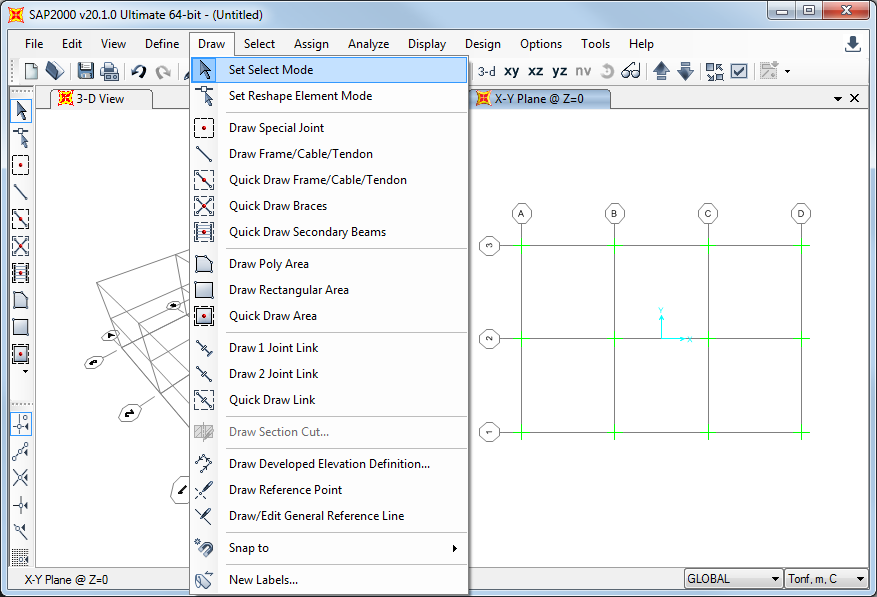 SAP2000 v20.1.0 Ultimate 64-bit - (Untitled)
File Edit View Define Draw Select Assign Analyze Display Design Options Tools Help
3-d xy xz yz nv
3-D View
X-Y Plane @ Z=0
Set Select Mode
Set Reshape Element Mode
Draw Special Joint
Draw Frame/Cable/Tendon
Quick Draw Frame/Cable/Tendon
Quick Draw Braces
Quick Draw Secondary Beams
Draw Poly Area
Draw Rectangular Area
Quick Draw Area
Draw 1 Joint Link
Draw 2 Joint Link
Quick Draw Link
Draw Section Cut...
Draw Developed Elevation Definition...
Draw Reference Point
Draw/Edit General Reference Line
Snap to
New Labels...
A B C D
3
2
1
Y
X
X-Y Plane @ Z=0
GLOBAL
Tonf, m, C